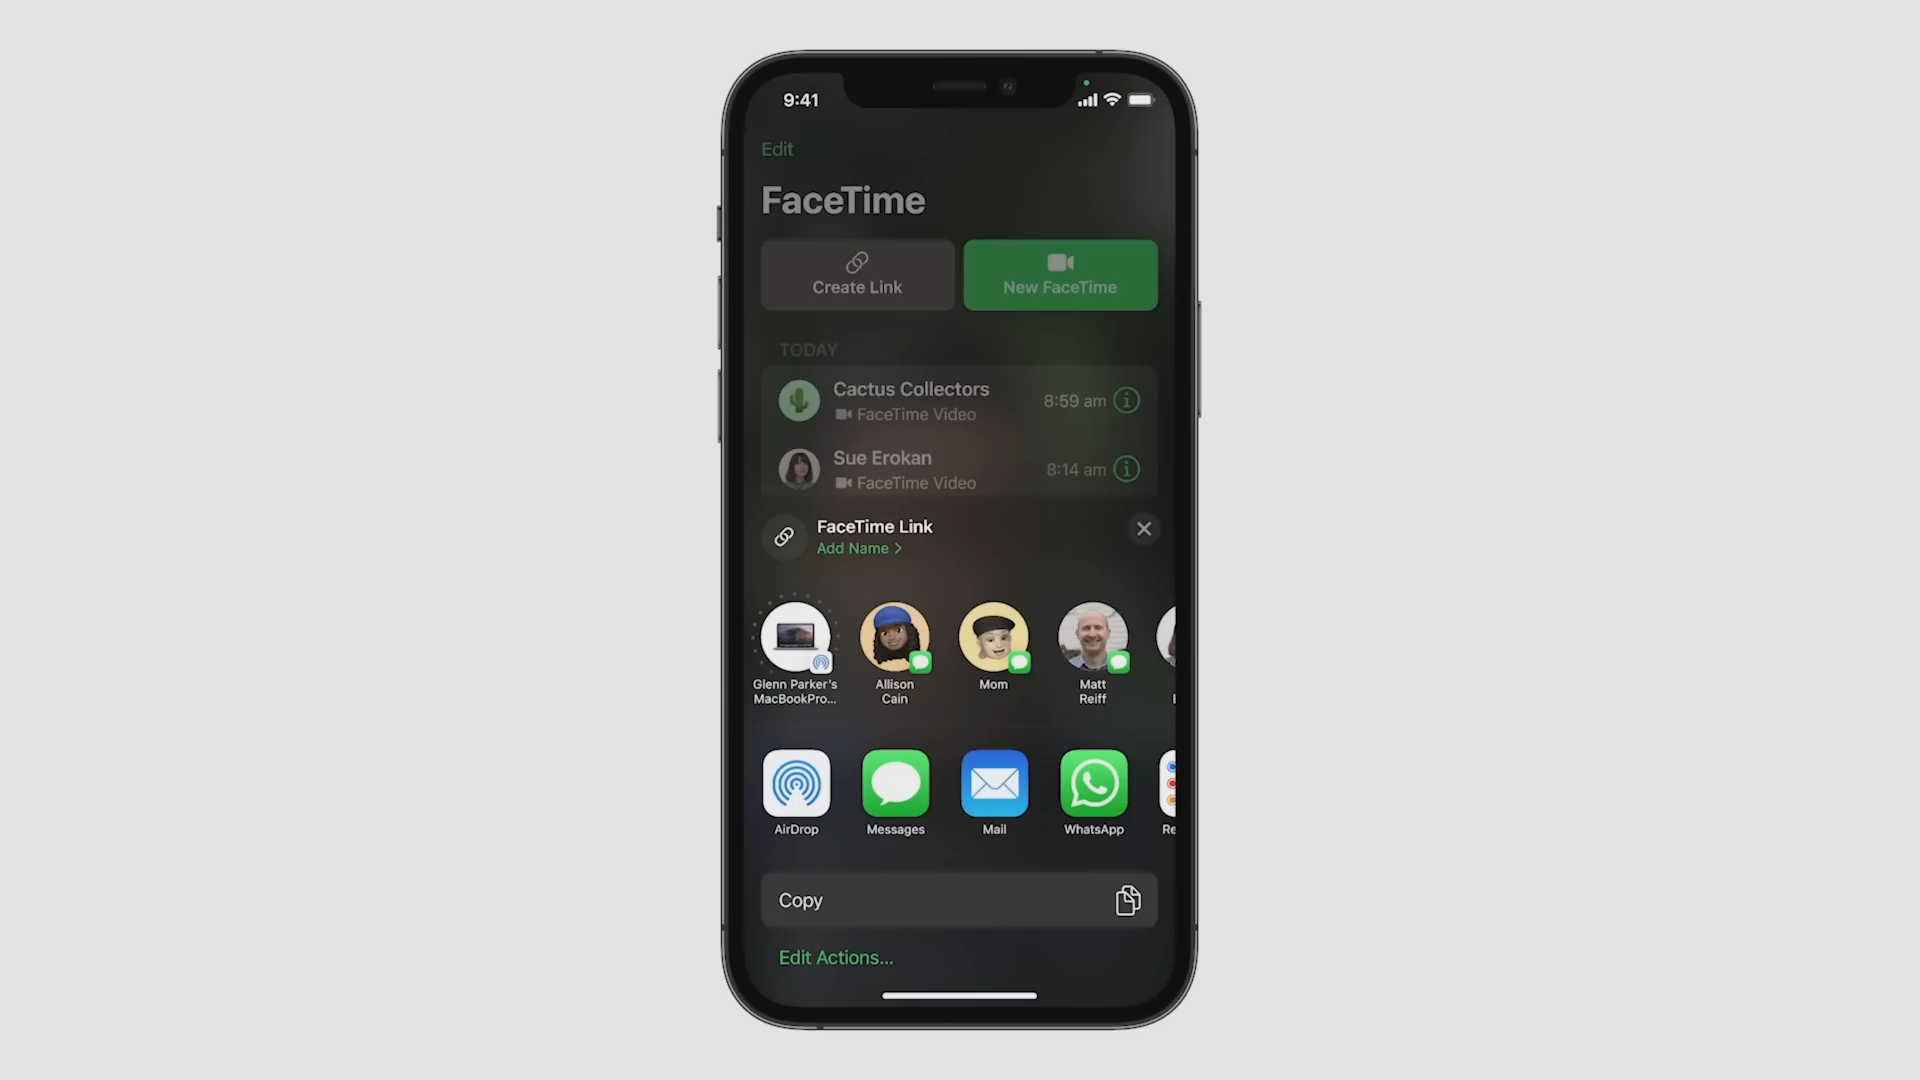 9:41
Edit
FaceTime
Create Link
New FaceTime
TODAY
Cactus Collectors
FaceTime Video
8:59 am
Sue Erokan
FaceTime Video
8:14 am
FaceTime Link
Add Name >
Glenn Parker's
MacBookPro...
Allison
Cain
Mom
Matt
Reiff
AirDrop
Messages
Mail
WhatsApp
Re
Copy
Edit Actions...